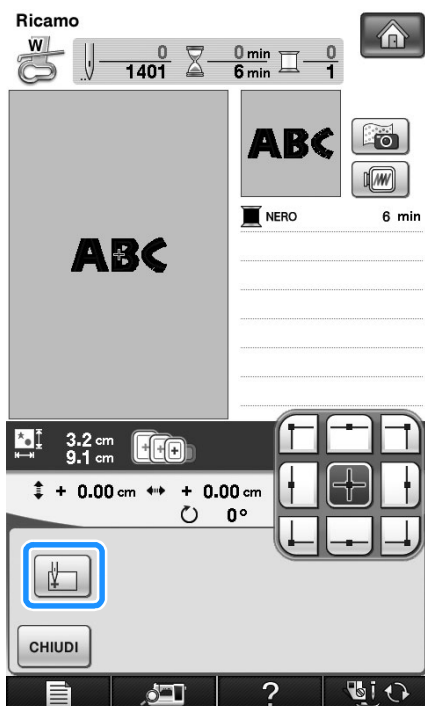 Ricamo
W
0 0 min 0
1401 6 min 1
ABC
ABC
NERO 6 min
3.2 cm
9.1 cm
+ 0.00 cm + 0.00 cm
0°
CHIUDI
?